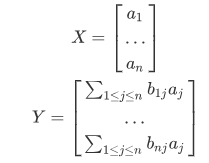 X = [ a_1
…
a_n ]
Y = [ ∑_{1≤j≤n} b_{1j} a_j
…
∑_{1≤j≤n} b_{nj} a_j ]